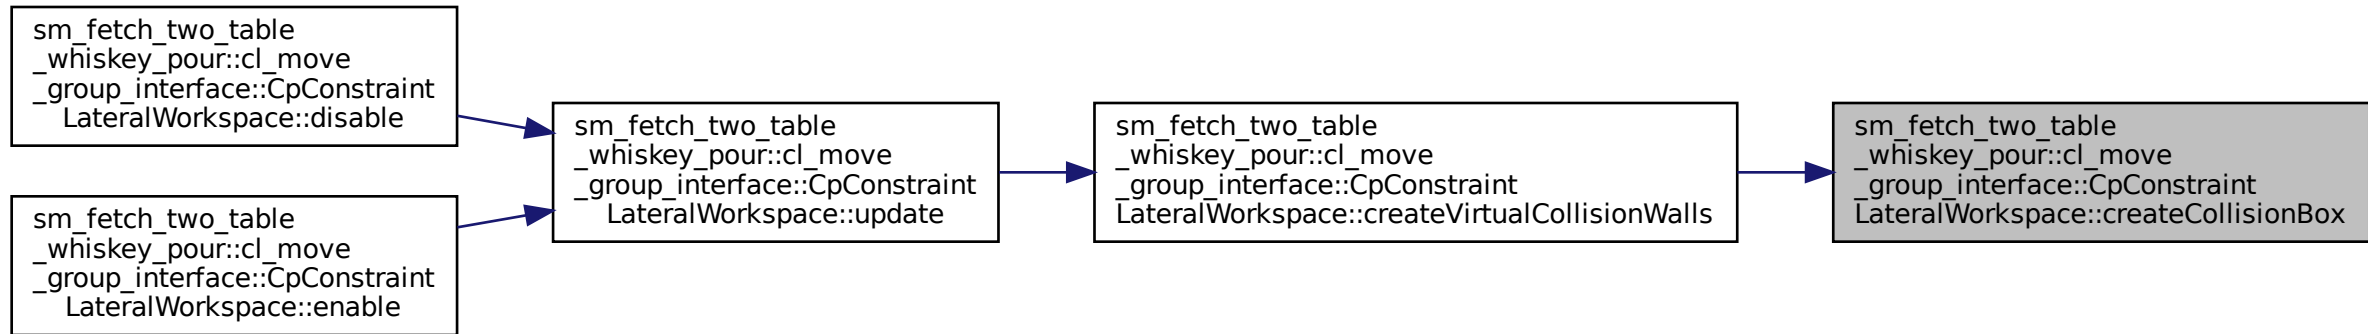 sm_fetch_two_table
_whiskey_pour::cl_move
_group_interface::CpConstraint
LateralWorkspace::disable
sm_fetch_two_table
_whiskey_pour::cl_move
_group_interface::CpConstraint
LateralWorkspace::enable
sm_fetch_two_table
_whiskey_pour::cl_move
_group_interface::CpConstraint
LateralWorkspace::update
sm_fetch_two_table
_whiskey_pour::cl_move
_group_interface::CpConstraint
LateralWorkspace::createVirtualCollisionWalls
sm_fetch_two_table
_whiskey_pour::cl_move
_group_interface::CpConstraint
LateralWorkspace::createCollisionBox